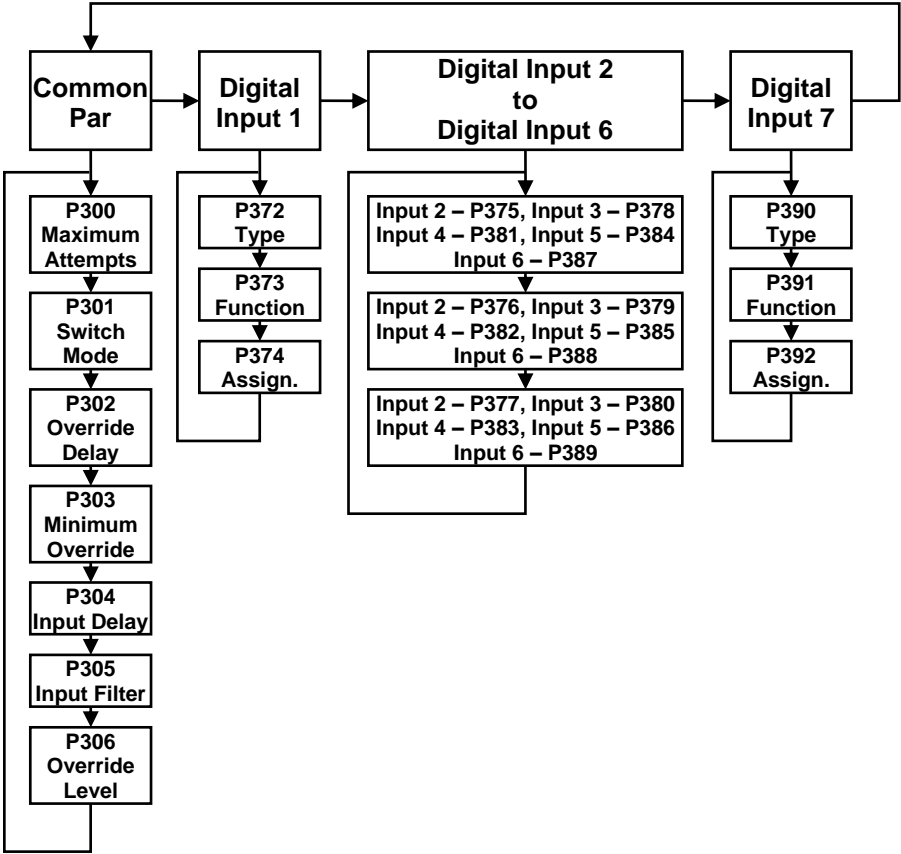 Common
Par
Digital
Input 1
Digital Input 2
to
Digital Input 6
Digital
Input 7
P300
Maximum
Attempts
P301
Switch
Mode
P302
Override
Delay
P303
Minimum
Override
P304
Input Delay
P305
Input Filter
P306
Override
Level
P372
Type
P373
Function
P374
Assign.
Input 2 – P375, Input 3 – P378
Input 4 – P381, Input 5 – P384
Input 6 – P387
Input 2 – P376, Input 3 – P379
Input 4 – P382, Input 5 – P385
Input 6 – P388
Input 2 – P377, Input 3 – P380
Input 4 – P383, Input 5 – P386
Input 6 – P389
P390
Type
P391
Function
P392
Assign.